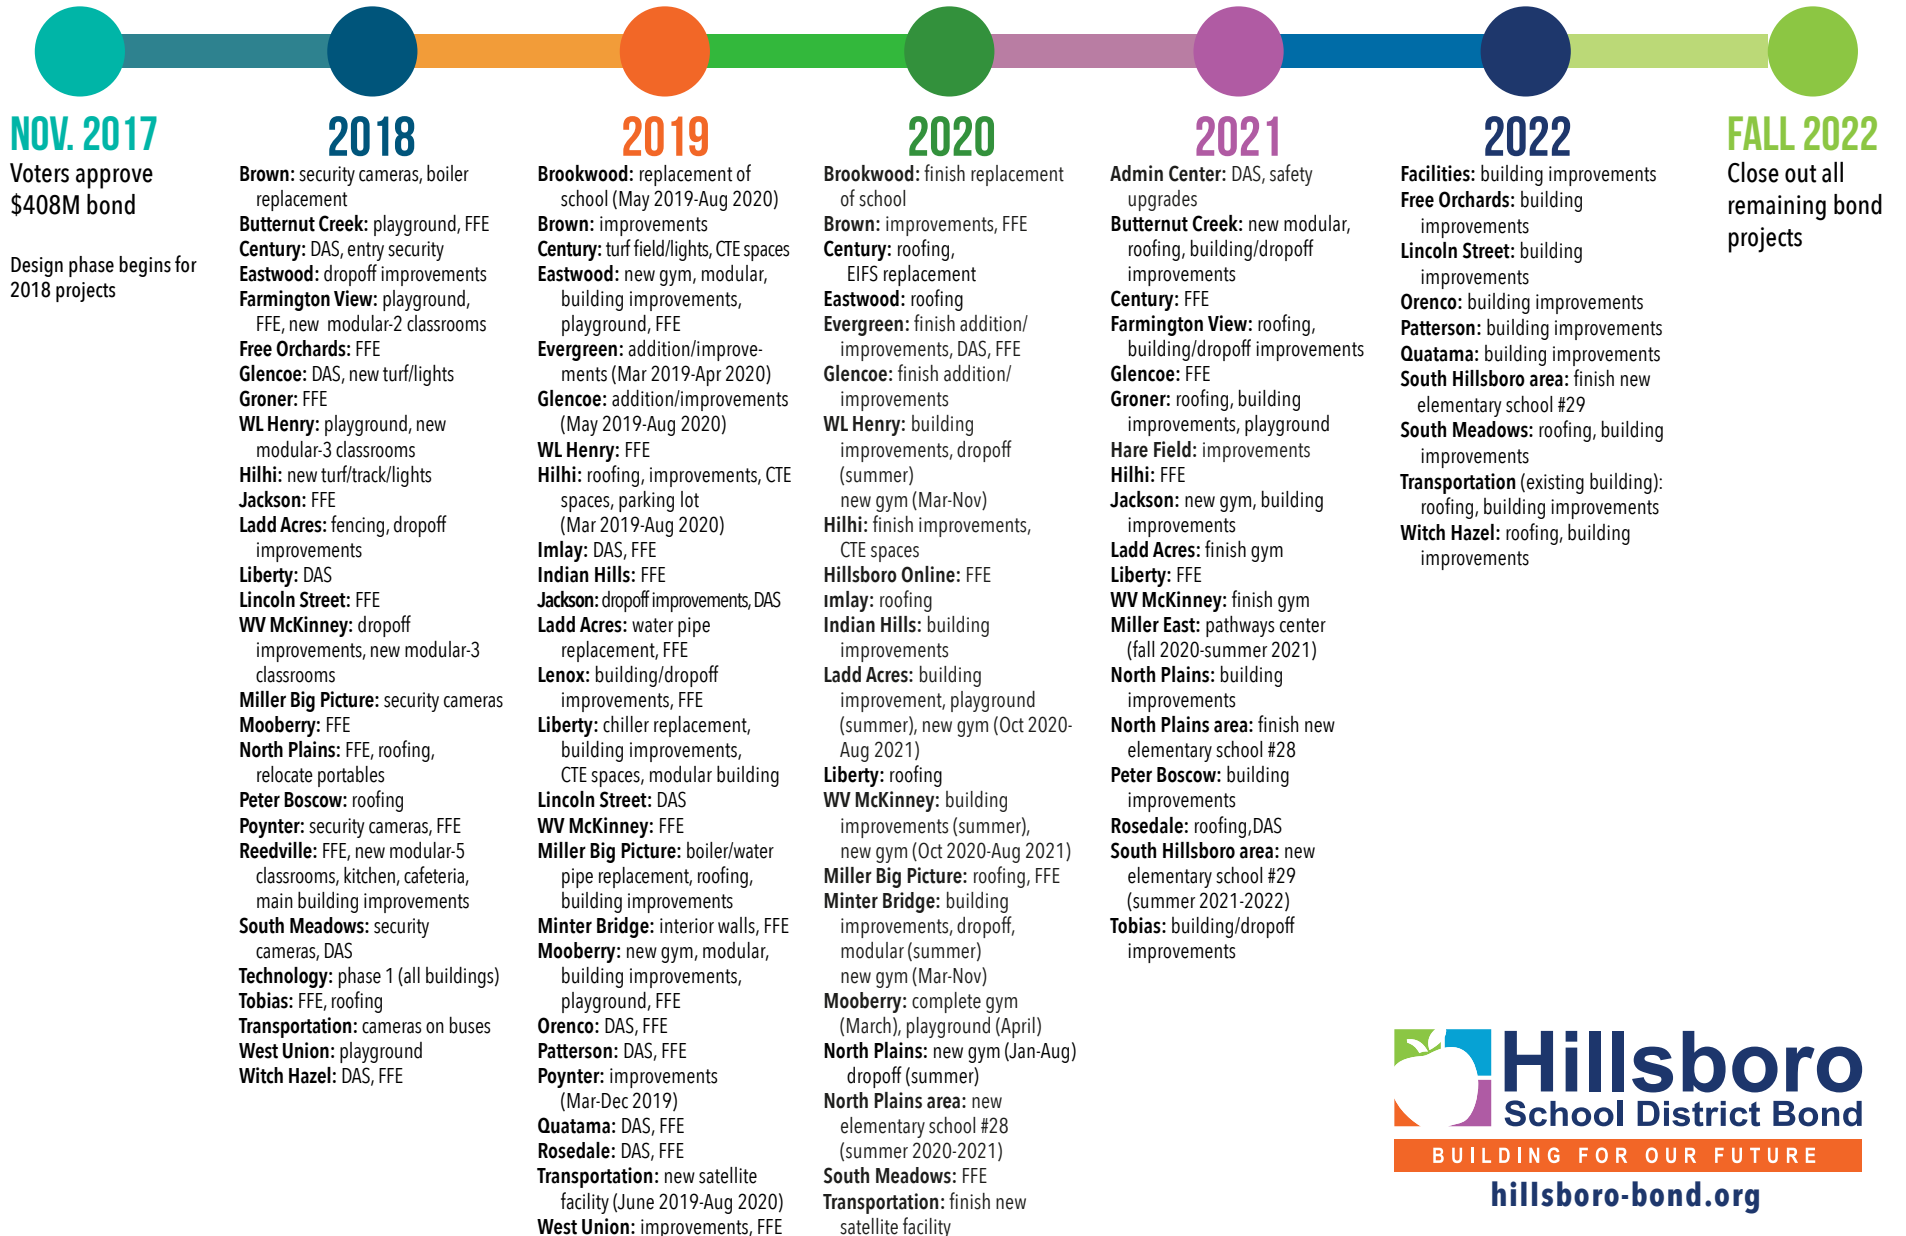 NOV. 2017
Voters approve
$408M bond
Design phase begins for
2018 projects
2018
Brown: security cameras, boiler
replacement
Butternut Creek: playground, FFE
Century: DAS, entry security
Eastwood: dropoff improvements
Farmington View: playground,
FFE, new modular-2 classrooms
Free Orchards: FFE
Glencoe: DAS, new turf/lights
Groner: FFE
WL Henry: playground, new
modular-3 classrooms
Hilhi: new turf/track/lights
Jackson: FFE
Ladd Acres: fencing, dropoff
improvements
Liberty: DAS
Lincoln Street: FFE
WV McKinney: dropoff
improvements, new modular-3
classrooms
Miller Big Picture: security cameras
Mooberry: FFE
North Plains: FFE, roofing,
relocate portables
Peter Boscow: roofing
Poynter: security cameras, FFE
Reedville: FFE, new modular-5
classrooms, kitchen, cafeteria,
main building improvements
South Meadows: security
cameras, DAS
Technology: phase 1 (all buildings)
Tobias: FFE, roofing
Transportation: cameras on buses
West Union: playground
Witch Hazel: DAS, FFE
2019
Brookwood: replacement of
school (May 2019-Aug 2020)
Brown: improvements
Century: turf field/lights, CTE spaces
Eastwood: new gym, modular,
building improvements,
playground, FFE
Evergreen: addition/improve-
ments (Mar 2019-Apr 2020)
Glencoe: addition/improvements
(May 2019-Aug 2020)
WL Henry: FFE
Hilhi: roofing, improvements, CTE
spaces, parking lot
(Mar 2019-Aug 2020)
Imlay: DAS, FFE
Indian Hills: FFE
Jackson: dropoff improvements, DAS
Ladd Acres: water pipe
replacement, FFE
Lenox: building/dropoff
improvements, FFE
Liberty: chiller replacement,
building improvements,
CTE spaces, modular building
Lincoln Street: DAS
WV McKinney: FFE
Miller Big Picture: boiler/water
pipe replacement, roofing,
building improvements
Minter Bridge: interior walls, FFE
Mooberry: new gym, modular,
building improvements,
playground, FFE
Orenco: DAS, FFE
Patterson: DAS, FFE
Poynter: improvements
(Mar-Dec 2019)
Quatama: DAS, FFE
Rosedale: DAS, FFE
Transportation: new satellite
facility (June 2019-Aug 2020)
West Union: improvements, FFE
2020
Brookwood: finish replacement
of school
Brown: improvements, FFE
Century: roofing,
EIFS replacement
Eastwood: roofing
Evergreen: finish addition/
improvements, DAS, FFE
Glencoe: finish addition/
improvements
WL Henry: building
improvements, dropoff
(summer)
new gym (Mar-Nov)
Hilhi: finish improvements,
CTE spaces
Hillsboro Online: FFE
Imlay: roofing
Indian Hills: building
improvements
Ladd Acres: building
improvement, playground
(summer), new gym (Oct 2020-
Aug 2021)
Liberty: roofing
WV McKinney: building
improvements (summer),
new gym (Oct 2020-Aug 2021)
Miller Big Picture: roofing, FFE
Minter Bridge: building
improvements, dropoff,
modular (summer)
new gym (Mar-Nov)
Mooberry: complete gym
(March), playground (April)
North Plains: new gym (Jan-Aug)
dropoff (summer)
North Plains area: new
elementary school #28
(summer 2020-2021)
South Meadows: FFE
Transportation: finish new
satellite facility
2021
Admin Center: DAS, safety
upgrades
Butternut Creek: new modular,
roofing, building/dropoff
improvements
Century: FFE
Farmington View: roofing,
building/dropoff improvements
Glencoe: FFE
Groner: roofing, building
improvements, playground
Hare Field: improvements
Hilhi: FFE
Jackson: new gym, building
improvements
Ladd Acres: finish gym
Liberty: FFE
WV McKinney: finish gym
Miller East: pathways center
(fall 2020-summer 2021)
North Plains: building
improvements
North Plains area: finish new
elementary school #28
Peter Boscow: building
improvements
Rosedale: roofing,DAS
South Hillsboro area: new
elementary school #29
(summer 2021-2022)
Tobias: building/dropoff
improvements
2022
Facilities: building improvements
Free Orchards: building
improvements
Lincoln Street: building
improvements
Orenco: building improvements
Patterson: building improvements
Quatama: building improvements
South Hillsboro area: finish new
elementary school #29
South Meadows: roofing, building
improvements
Transportation (existing building):
roofing, building improvements
Witch Hazel: roofing, building
improvements
FALL 2022
Close out all
remaining bond
projects
Hillsboro
School District Bond
BUILDING FOR OUR FUTURE
hillsboro-bond.org